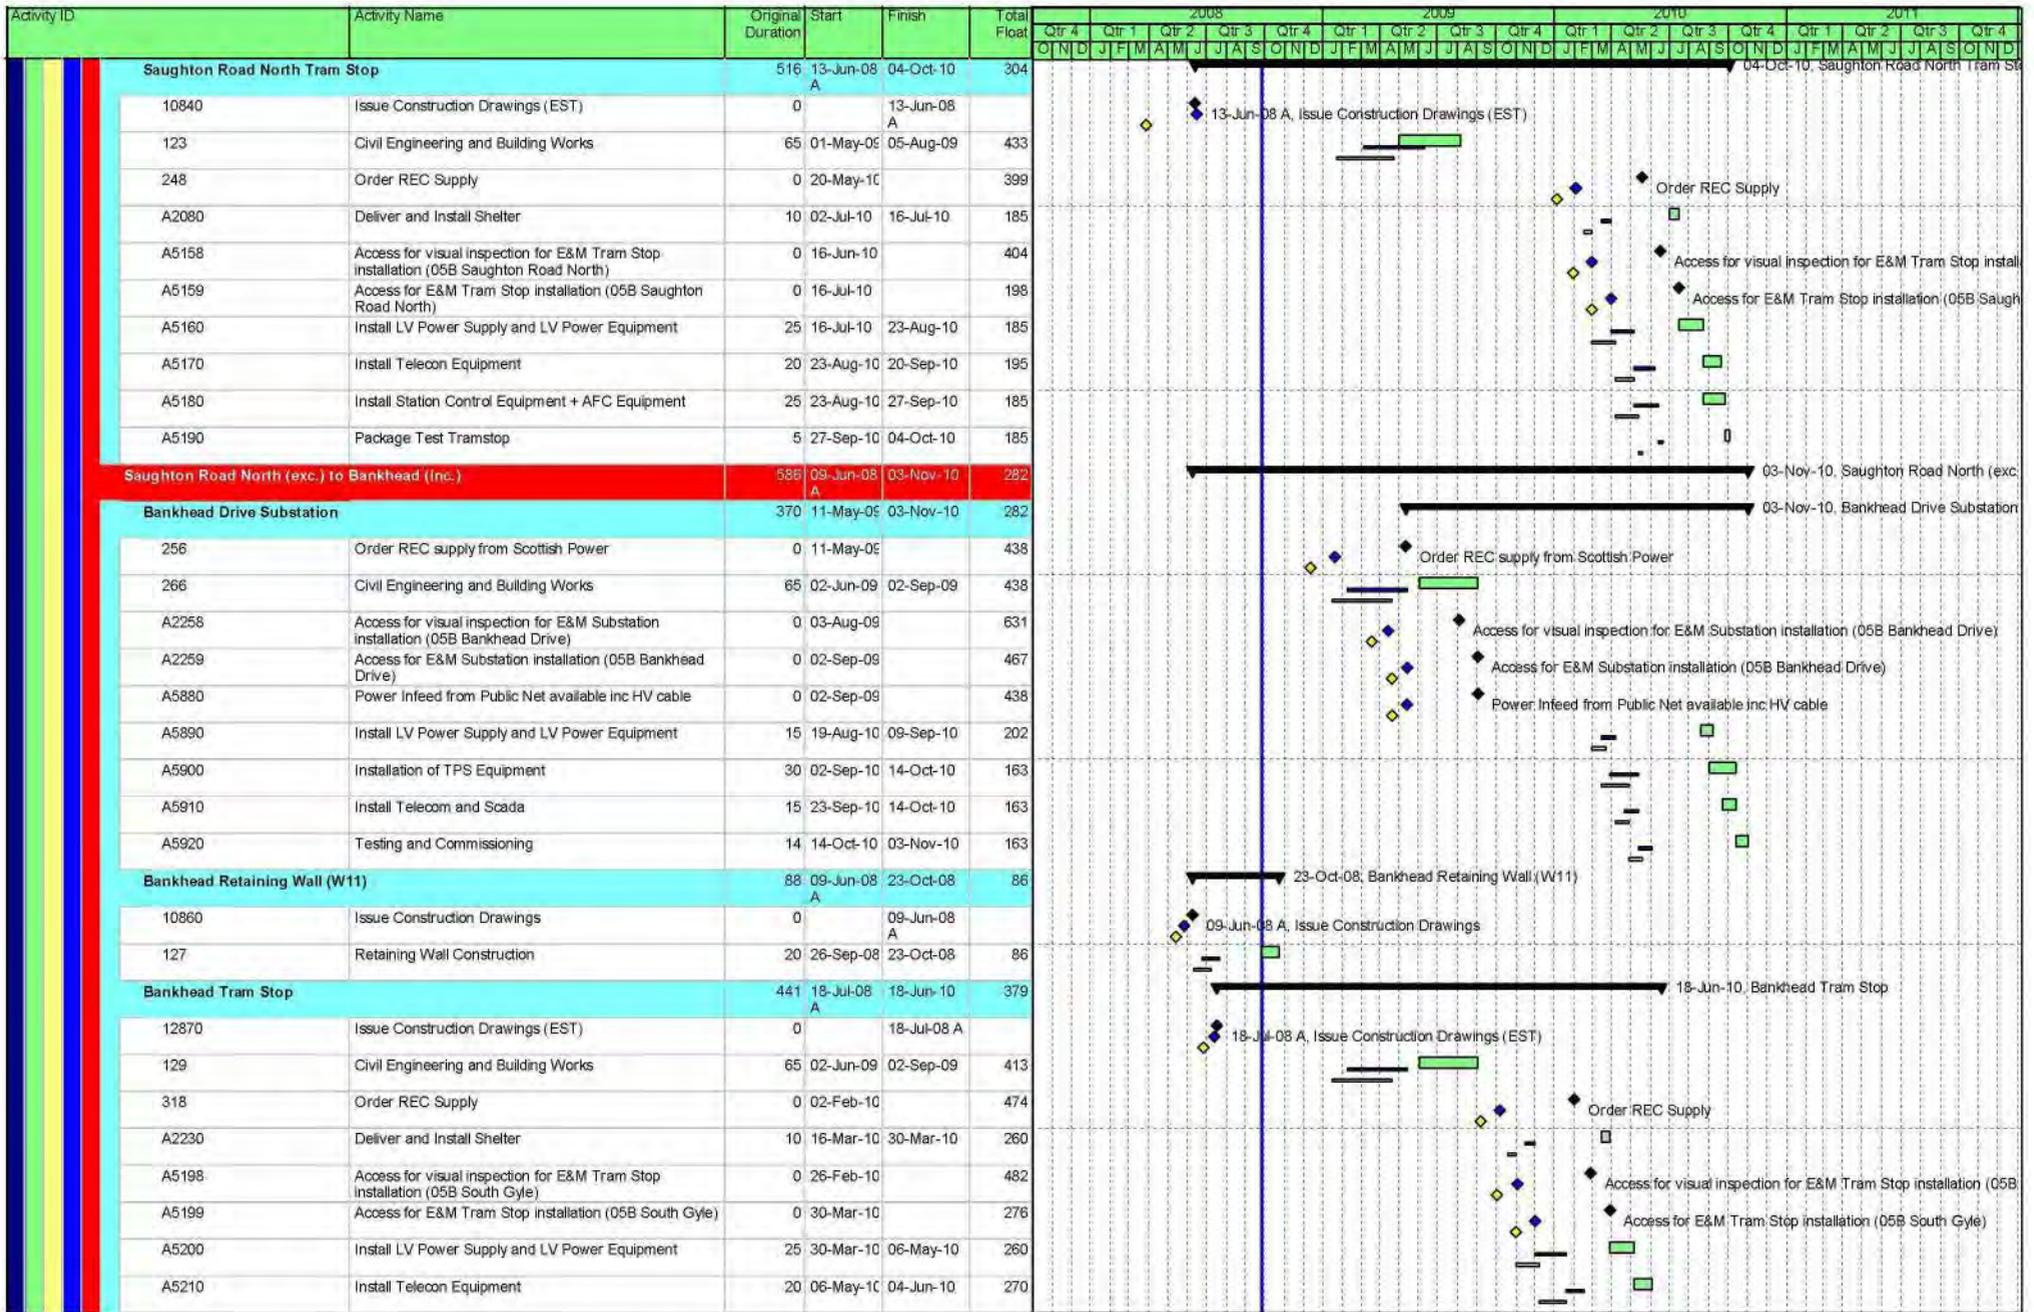 Activity ID Activity Name Original Start Finish Total 2008 2009 2010 2011
Duration Float Qtr 4 Qtr 1 Qtr 2 Qtr 3 Qtr 4 Qtr 1 Qtr 2 Qtr 3 Qtr 4 Qtr 1 Qtr 2 Qtr 3 Qtr 4 Qtr 1 Qtr 2 Qtr 3 Qtr 4
O N D J F M A M J J A S O N D J F M A M J J A S O N D J F M A M J J A S O N D J F M A M J J A S O N D
Saughton Road North Tram Stop 516 13-Jun-08 04-Oct-10 304 04-Oct-10, Saughton Road North Tram Sto
A
10840 Issue Construction Drawings (EST) 0 13-Jun-08 13-Jun-08 A, Issue Construction Drawings (EST)
A
123 Civil Engineering and Building Works 65 01-May-09 05-Aug-09 433
248 Order REC Supply 0 20-May-10 399 Order REC Supply
A2080 Deliver and Install Shelter 10 02-Jul-10 16-Jul-10 185
A5158 Access for visual inspection for E&M Tram Stop 0 16-Jun-10 404 Access for visual inspection for E&M Tram Stop install
installation (05B Saughton Road North)
A5159 Access for E&M Tram Stop installation (05B Saughton 0 16-Jul-10 198 Access for E&M Tram Stop installation (05B Saugh
Road North)
A5160 Install LV Power Supply and LV Power Equipment 25 16-Jul-10 23-Aug-10 185
A5170 Install Telecon Equipment 20 23-Aug-10 20-Sep-10 195
A5180 Install Station Control Equipment + AFC Equipment 25 23-Aug-10 27-Sep-10 185
A5190 Package Test Tramstop 5 27-Sep-10 04-Oct-10 185
Saughton Road North (exc.) to Bankhead (Inc.) 586 09-Jun-08 03-Nov-10 282 03-Nov-10, Saughton Road North (exc.
A
Bankhead Drive Substation 370 11-May-09 03-Nov-10 282 03-Nov-10, Bankhead Drive Substation
256 Order REC supply from Scottish Power 0 11-May-09 438 Order REC supply from Scottish Power
266 Civil Engineering and Building Works 65 02-Jun-09 02-Sep-09 438
A2258 Access for visual inspection for E&M Substation 0 03-Aug-09 631 Access for visual inspection for E&M Substation installation (05B Bankhead Drive)
installation (05B Bankhead Drive)
A2259 Access for E&M Substation installation (05B Bankhead 0 02-Sep-09 467 Access for E&M Substation installation (05B Bankhead Drive)
Drive)
A5880 Power Infeed from Public Net available inc HV cable 0 02-Sep-09 438 Power Infeed from Public Net available inc HV cable
A5890 Install LV Power Supply and LV Power Equipment 15 19-Aug-10 09-Sep-10 202
A5900 Installation of TPS Equipment 30 02-Sep-10 14-Oct-10 163
A5910 Install Telecom and Scada 15 23-Sep-10 14-Oct-10 163
A5920 Testing and Commissioning 14 14-Oct-10 03-Nov-10 163
Bankhead Retaining Wall (W11) 88 09-Jun-08 23-Oct-08 86 23-Oct-08, Bankhead Retaining Wall (W11)
A
10860 Issue Construction Drawings 0 09-Jun-08 09-Jun-08 A, Issue Construction Drawings
A
127 Retaining Wall Construction 20 26-Sep-08 23-Oct-08 86
Bankhead Tram Stop 441 18-Jul-08 18-Jun-10 379 18-Jun-10, Bankhead Tram Stop
A
12870 Issue Construction Drawings (EST) 0 18-Jul-08 A 18-Jul-08 A, Issue Construction Drawings (EST)
129 Civil Engineering and Building Works 65 02-Jun-09 02-Sep-09 413
318 Order REC Supply 0 02-Feb-10 474 Order REC Supply
A2230 Deliver and Install Shelter 10 16-Mar-10 30-Mar-10 260
A5198 Access for visual inspection for E&M Tram Stop 0 26-Feb-10 482 Access for visual inspection for E&M Tram Stop installation (05B
installation (05B South Gyle)
A5199 Access for E&M Tram Stop installation (05B South Gyle) 0 30-Mar-10 276 Access for E&M Tram Stop installation (05B South Gyle)
A5200 Install LV Power Supply and LV Power Equipment 25 30-Mar-10 06-May-10 260
A5210 Install Telecon Equipment 20 06-May-10 04-Jun-10 270